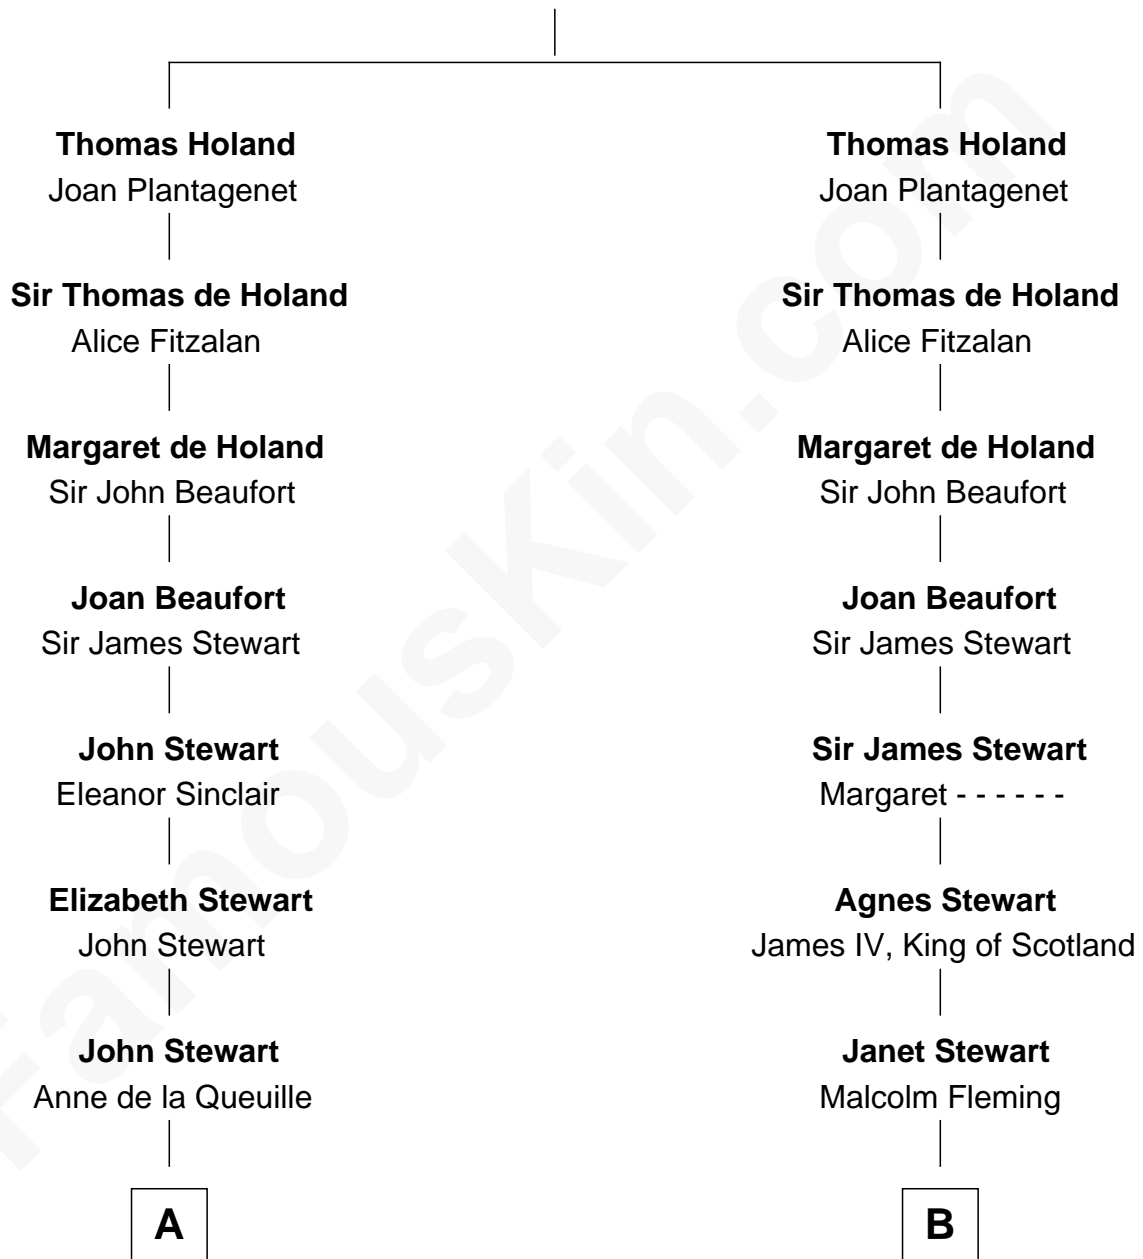 Thomas Holand
Joan Plantagenet
Sir Thomas de Holand
Alice Fitzalan
Margaret de Holand
Sir John Beaufort
Joan Beaufort
Sir James Stewart
John Stewart
Eleanor Sinclair
Elizabeth Stewart
John Stewart
John Stewart
Anne de la Queuille
A
Thomas Holand
Joan Plantagenet
Sir Thomas de Holand
Alice Fitzalan
Margaret de Holand
Sir John Beaufort
Joan Beaufort
Sir James Stewart
Sir James Stewart
Margaret - - - - - -
Agnes Stewart
James IV, King of Scotland
Janet Stewart
Malcolm Fleming
B
FamousKin.com